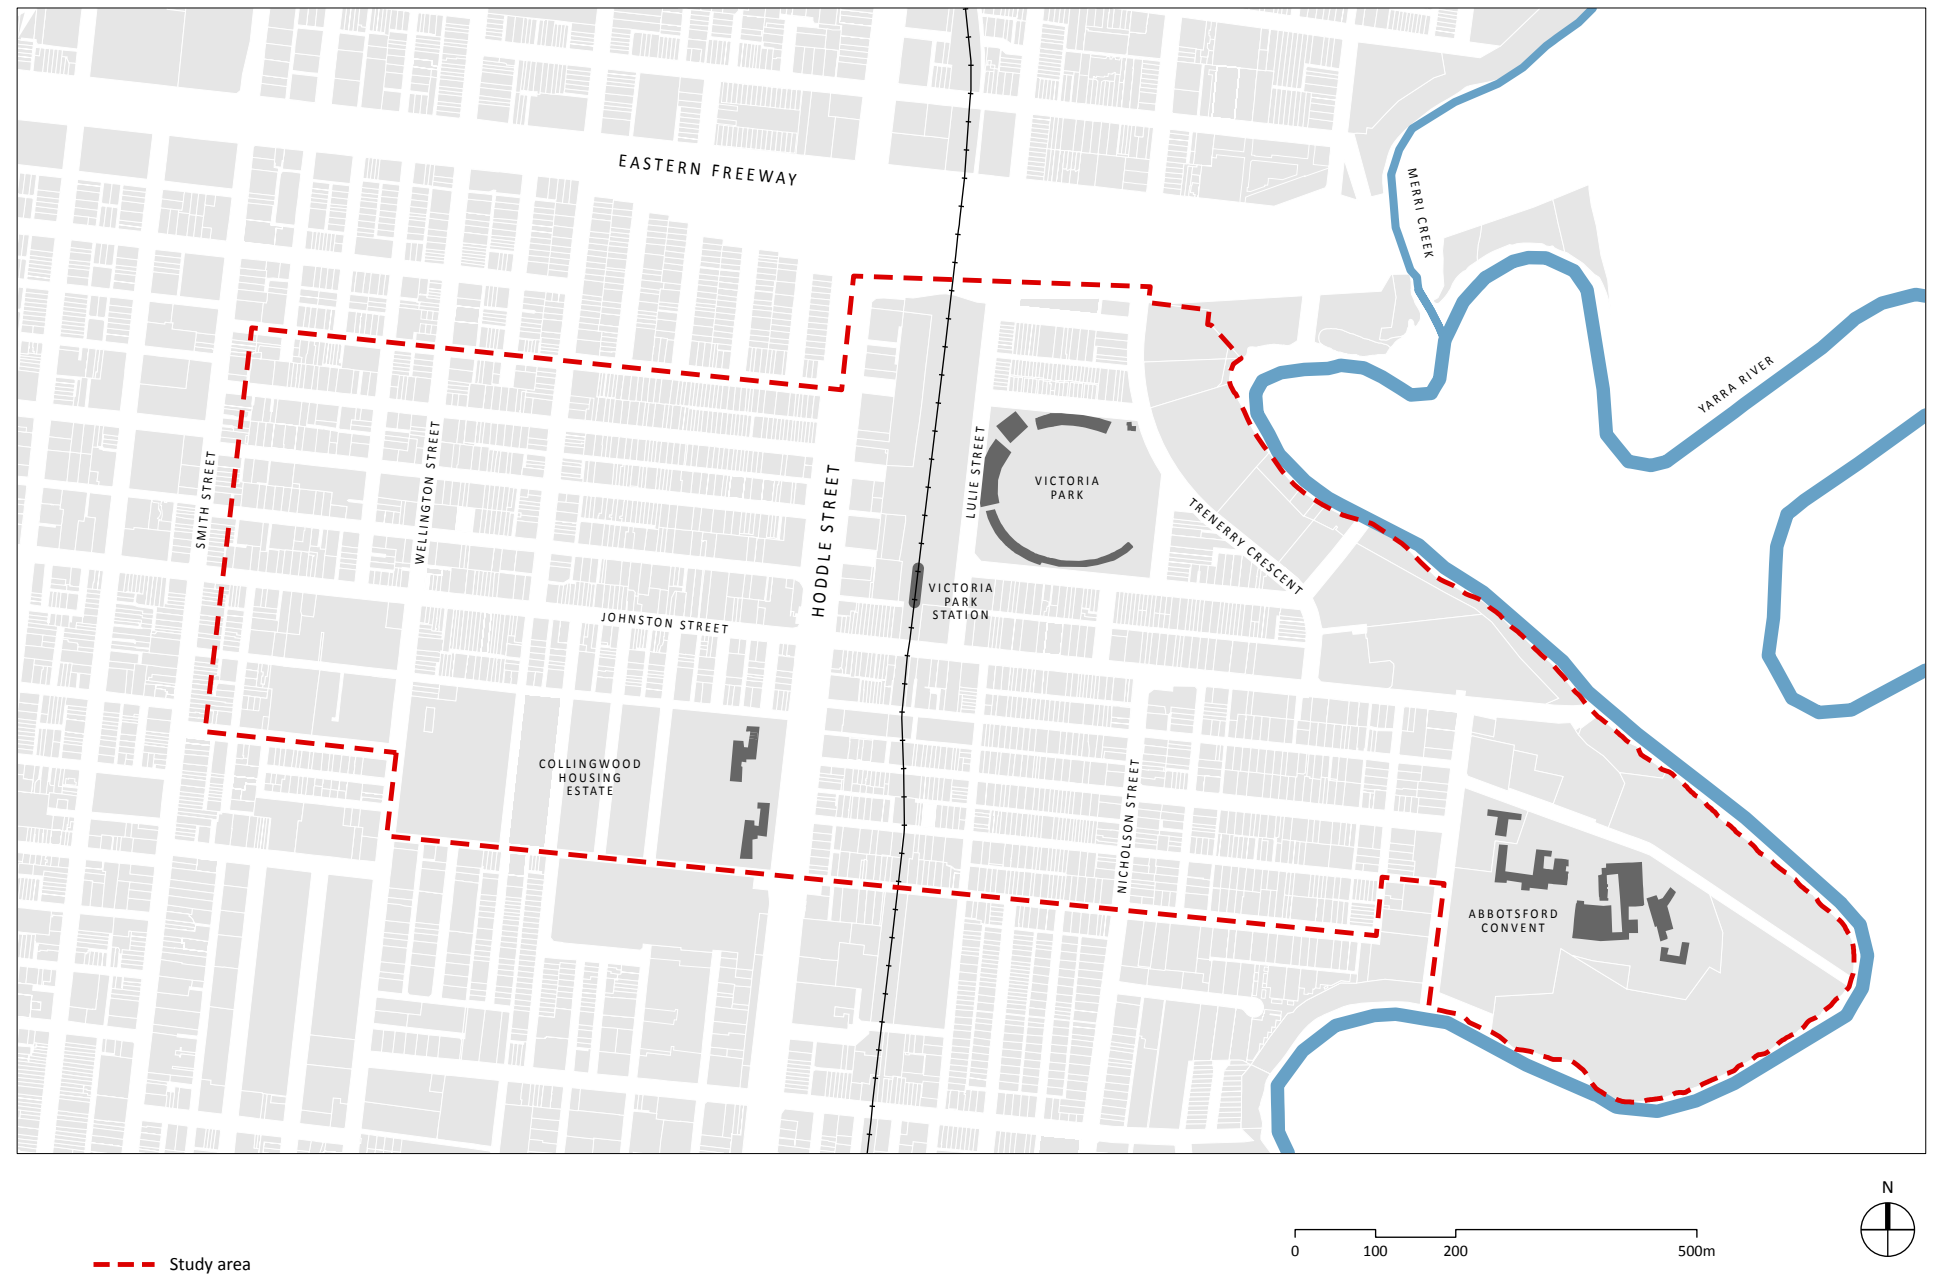 EASTERN FREEWAY
MERRI CREEK
YARRA RIVER
SMITH STREET
WELLINGTON STREET
HODDLE STREET
LULIE STREET
VICTORIA
PARK
TRENERRY CRESCENT
VICTORIA
PARK
STATION
JOHNSTON STREET
COLLINGWOOD
HOUSING
ESTATE
NICHOLSON STREET
ABBOTSFORD
CONVENT
N
0
100
200
500m
Study area